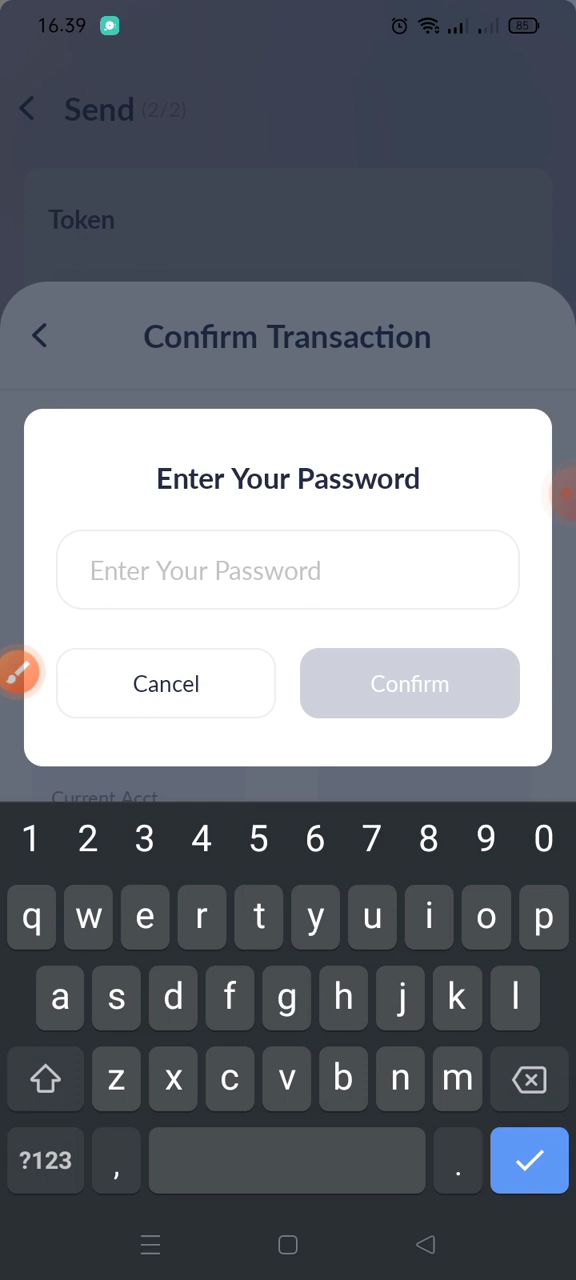 16.39
85
Send (2/2)
Token
Confirm Transaction
Enter Your Password
Enter Your Password
Cancel
Confirm
Current Acct
1 2 3 4 5 6 7 8 9 0
q w e r t y u i o p
a s d f g h j k l
z x c v b n m
?123 , .